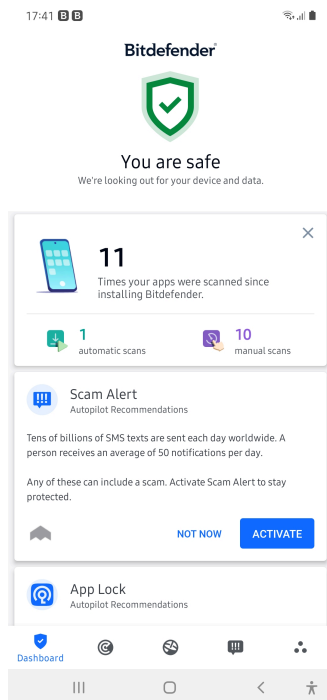 17:41 B B
Bitdefender
You are safe
We're looking out for your device and data.
11
Times your apps were scanned since
installing Bitdefender.
1
automatic scans
10
manual scans
Scam Alert
Autopilot Recommendations
Tens of billions of SMS texts are sent each day worldwide. A
person receives an average of 50 notifications per day.
Any of these can include a scam. Activate Scam Alert to stay
protected.
NOT NOW
ACTIVATE
App Lock
Autopilot Recommendations
Dashboard